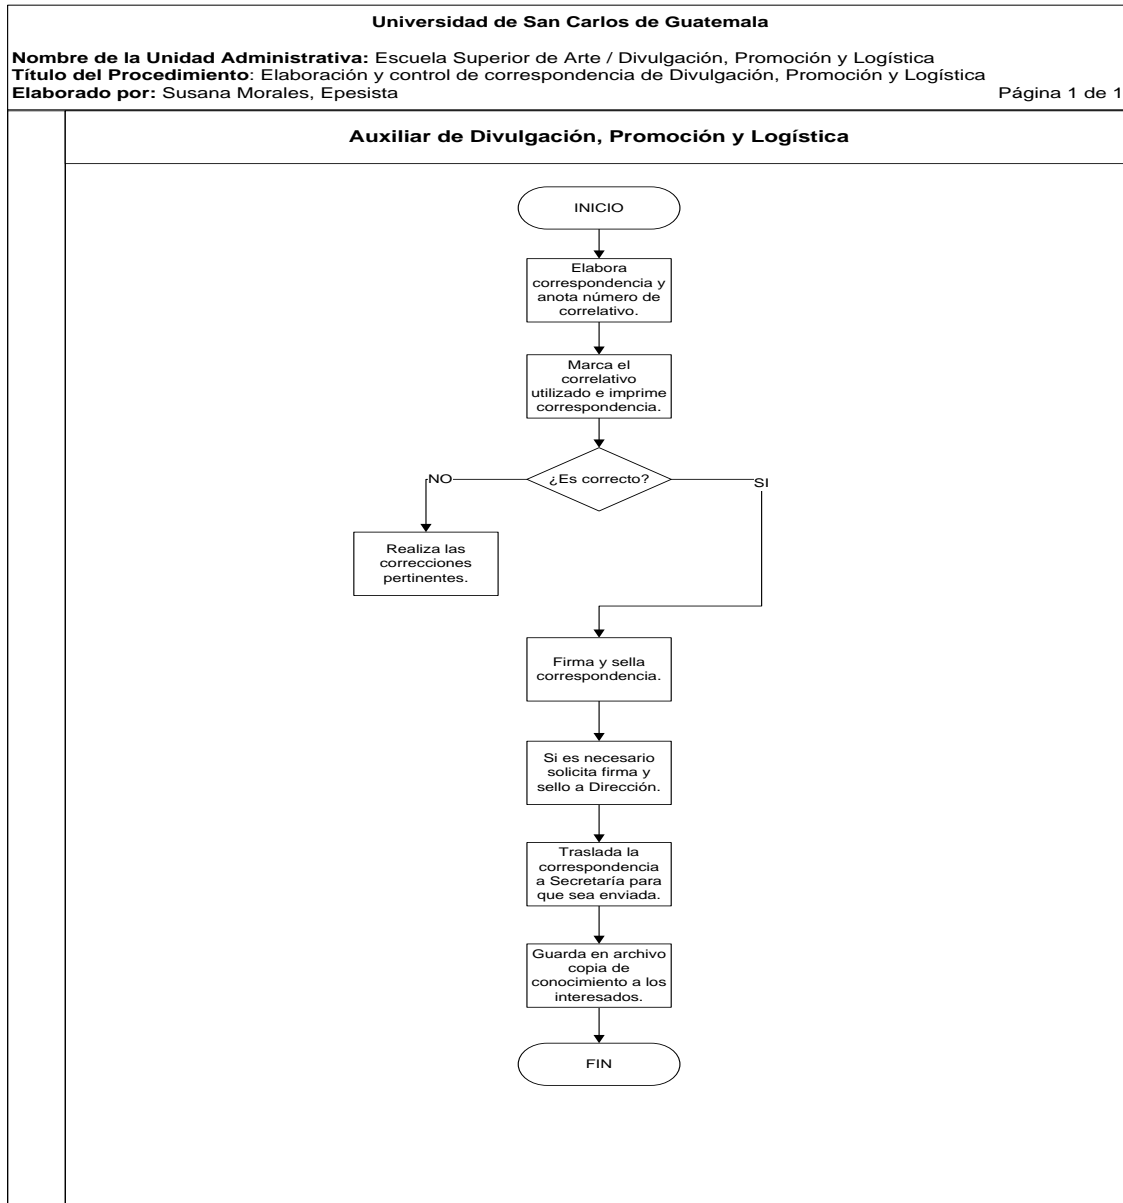 Universidad de San Carlos de Guatemala
Nombre de la Unidad Administrativa: Escuela Superior de Arte / Divulgación, Promoción y Logística
Título del Procedimiento: Elaboración y control de correspondencia de Divulgación, Promoción y Logística
Elaborado por: Susana Morales, Epesista Página 1 de 1
Auxiliar de Divulgación, Promoción y Logística
INICIO
Elabora
correspondencia y
anota número de
correlativo.
Marca el
correlativo
utilizado e imprime
correspondencia.
¿Es correcto?
NO
SI
Realiza las
correcciones
pertinentes.
Firma y sella
correspondencia.
Si es necesario
solicita firma y
sello a Dirección.
Traslada la
correspondencia
a Secretaría para
que sea enviada.
Guarda en archivo
copia de
conocimiento a los
interesados.
FIN